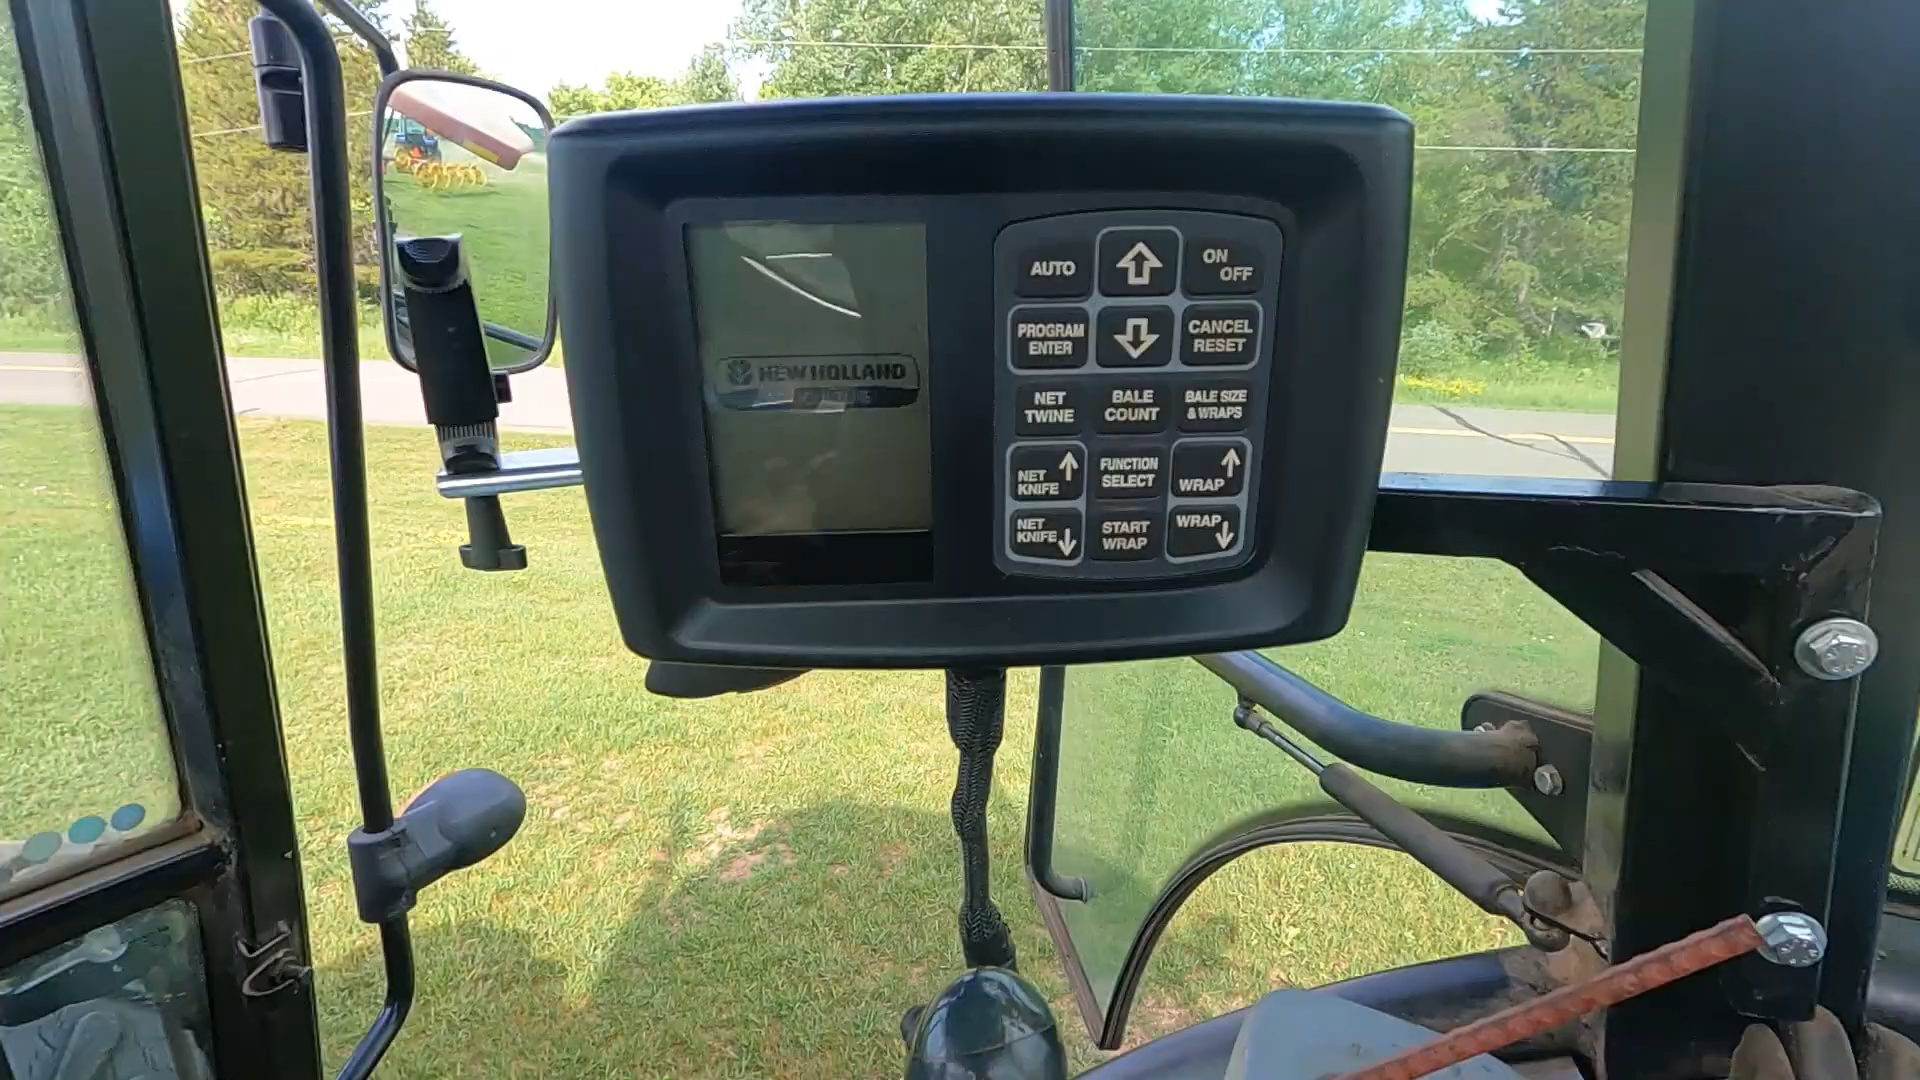 NEW HOLLAND
AUTO
ON
OFF
PROGRAM
ENTER
CANCEL
RESET
NET
TWINE
BALE
COUNT
BALE SIZE
& WRAPS
NET
KNIFE
FUNCTION
SELECT
WRAP
NET
KNIFE
START
WRAP
WRAP